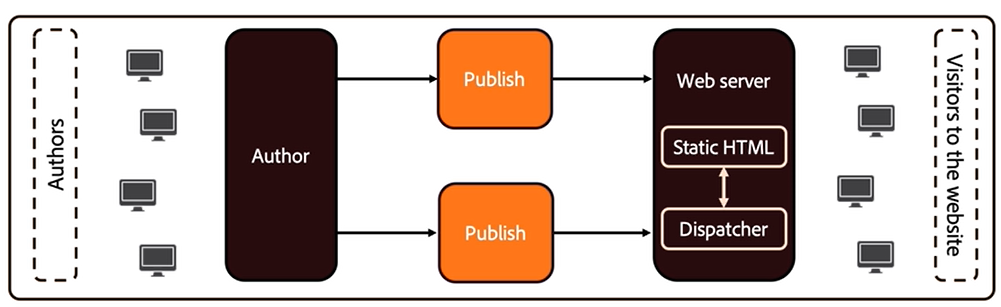 Authors
Author
Publish
Publish
Web server
Static HTML
Dispatcher
Visitors to the website